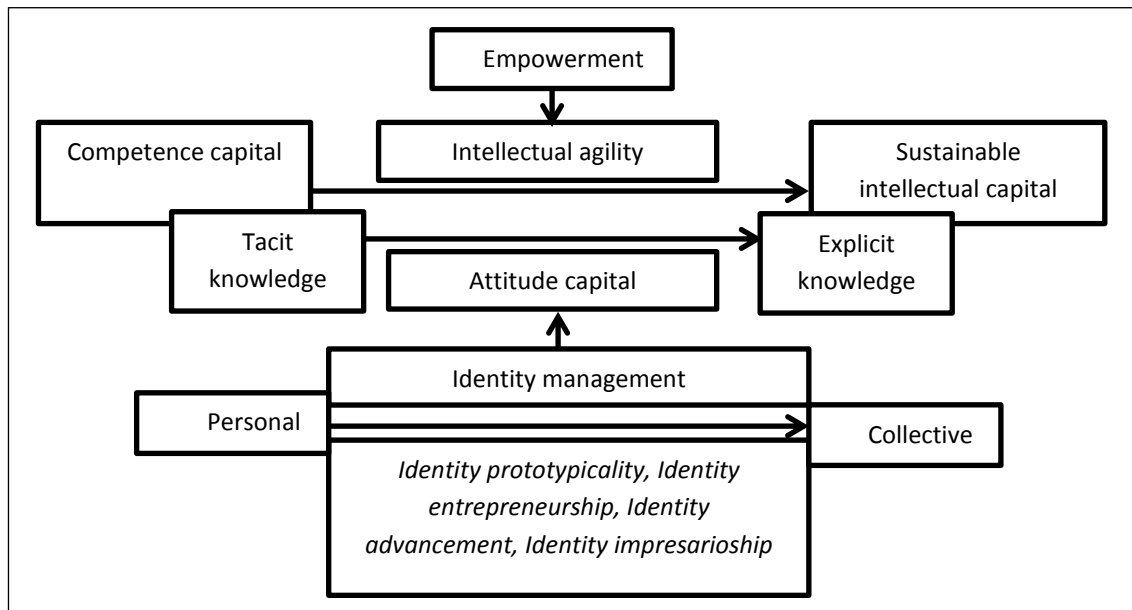 Empowerment
Competence capital
Intellectual agility
Sustainable
intellectual capital
Tacit
knowledge
Explicit
knowledge
Attitude capital
Identity management
Personal
Collective
Identity prototypicality, Identity
entrepreneurship, Identity
advancement, Identity impresarioship